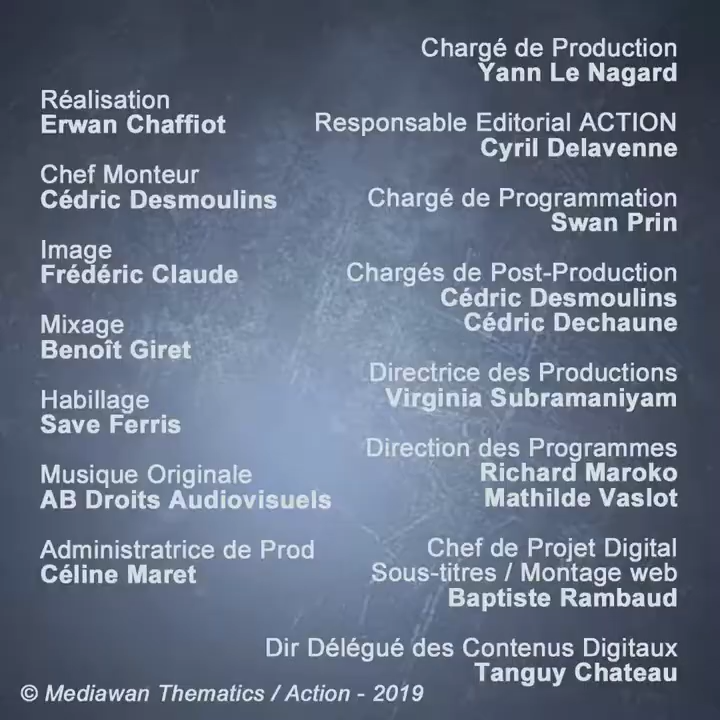 Réalisation
Erwan Chaffiot
Chef Monteur
Cédric Desmoulins
Image
Frédéric Claude
Mixage
Benoît Giret
Habillage
Save Ferris
Musique Originale
AB Droits Audiovisuels
Administratrice de Prod
Céline Maret
Chargé de Production
Yann Le Nagard
Responsable Editorial ACTION
Cyril Delavenne
Chargé de Programmation
Swan Prin
Chargés de Post-Production
Cédric Desmoulins
Cédric Dechaune
Directrice des Productions
Virginia Subramaniyam
Direction des Programmes
Richard Maroko
Mathilde Vaslot
Chef de Projet Digital
Sous-titres / Montage web
Baptiste Rambaud
Dir Délégué des Contenus Digitaux
Tanguy Chateau
© Mediawan Thematics / Action - 2019